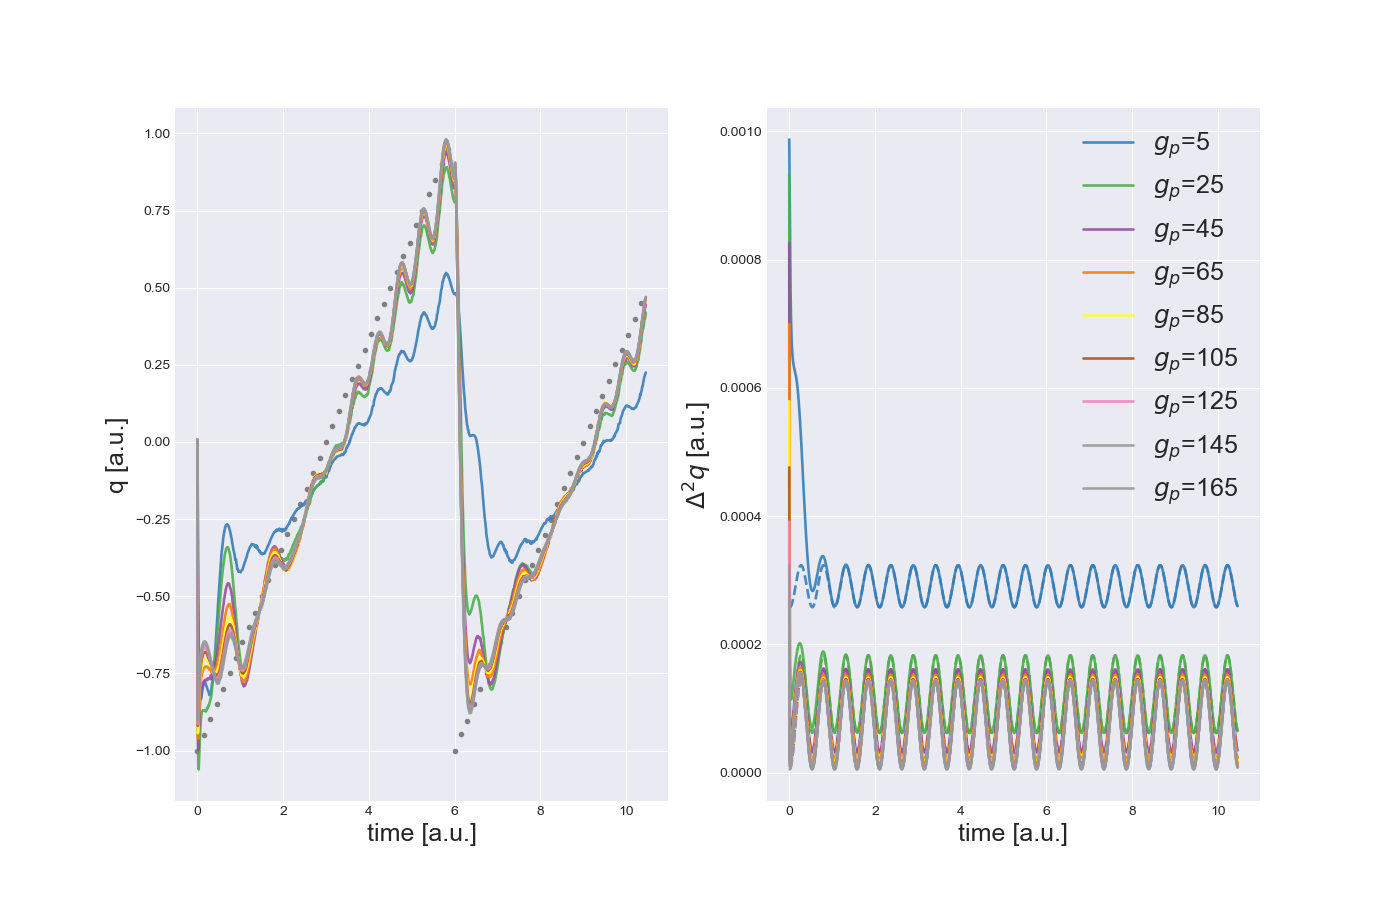 1.00
0.75
0.50
0.25
0.00
−0.25
−0.50
−0.75
−1.00
q [a.u.]
0 2 4 6 8 10
time [a.u.]
0.0010
0.0008
0.0006
0.0004
0.0002
0.0000
Δ²q [a.u.]
0 2 4 6 8 10
time [a.u.]
gₚ=5
gₚ=25
gₚ=45
gₚ=65
gₚ=85
gₚ=105
gₚ=125
gₚ=145
gₚ=165